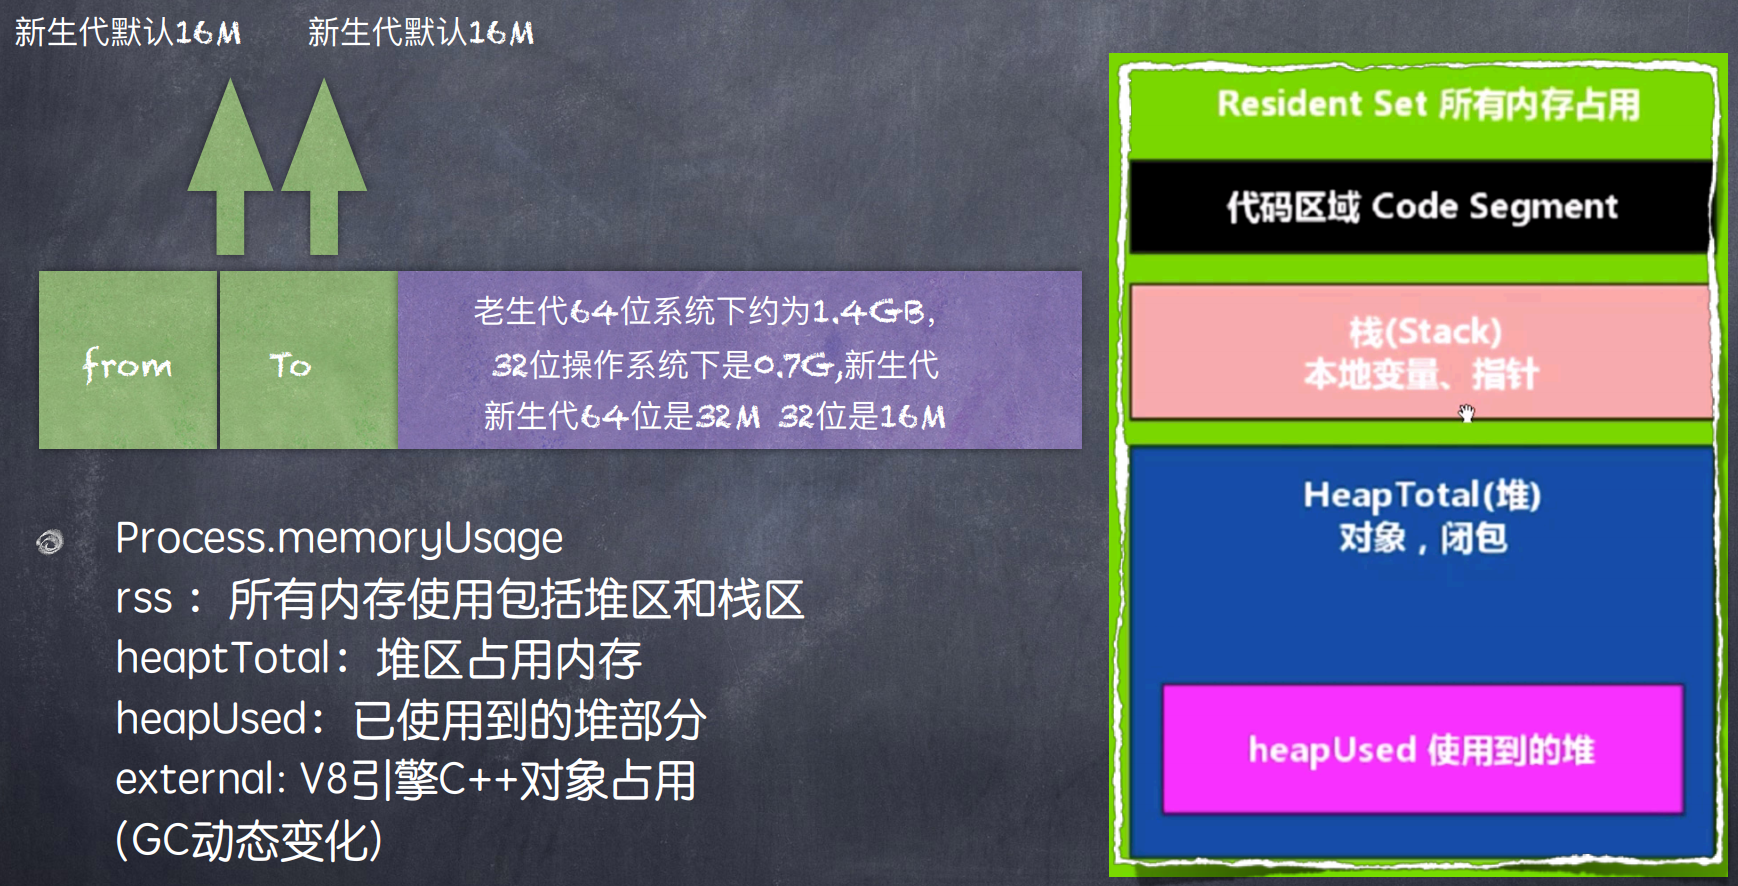 新生代默认16M
新生代默认16M
from
To
老生代64位系统下约为1.4GB,
32位操作系统下是0.7G,新生代
新生代64位是32M 32位是16M
Process.memoryUsage
rss : 所有内存使用包括堆区和栈区
heaptTotal: 堆区占用内存
heapUsed: 已使用到的堆部分
external: V8引擎C++对象占用
(GC动态变化)
Resident Set 所有内存占用
代码区域 Code Segment
栈(Stack)
本地变量、指针
HeapTotal(堆)
对象，闭包
heapUsed 使用到的堆